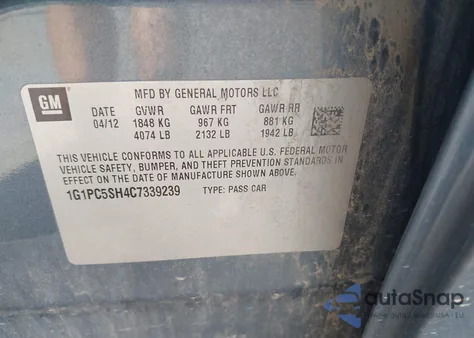 GM
MFD BY GENERAL MOTORS LLC
DATE GVWR GAWR FRT GAWR RR
04/12 1848 KG 967 KG 881 KG
4074 LB 2132 LB 1942 LB
THIS VEHICLE CONFORMS TO ALL APPLICABLE U.S. FEDERAL MOTOR
VEHICLE SAFETY, BUMPER, AND THEFT PREVENTION STANDARDS
IN EFFECT ON THE DATE OF MANUFACTURE SHOWN ABOVE.
1G1PC5SH4C7339239 TYPE: PASS CAR
autoSnap